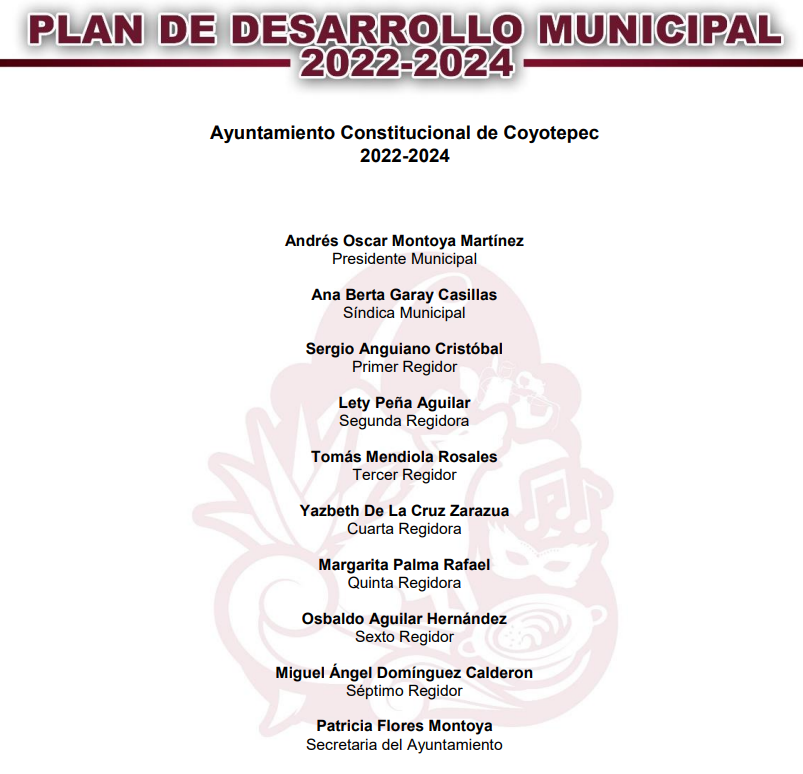 PLAN DE DESARROLLO MUNICIPAL
2022-2024
Ayuntamiento Constitucional de Coyotepec
2022-2024
Andrés Oscar Montoya Martínez
Presidente Municipal
Ana Berta Garay Casillas
Síndica Municipal
Sergio Anguiano Cristóbal
Primer Regidor
Lety Peña Aguilar
Segunda Regidora
Tomás Mendiola Rosales
Tercer Regidor
Yazbeth De La Cruz Zarazua
Cuarta Regidora
Margarita Palma Rafael
Quinta Regidora
Osbaldo Aguilar Hernández
Sexto Regidor
Miguel Ángel Domínguez Calderon
Séptimo Regidor
Patricia Flores Montoya
Secretaria del Ayuntamiento